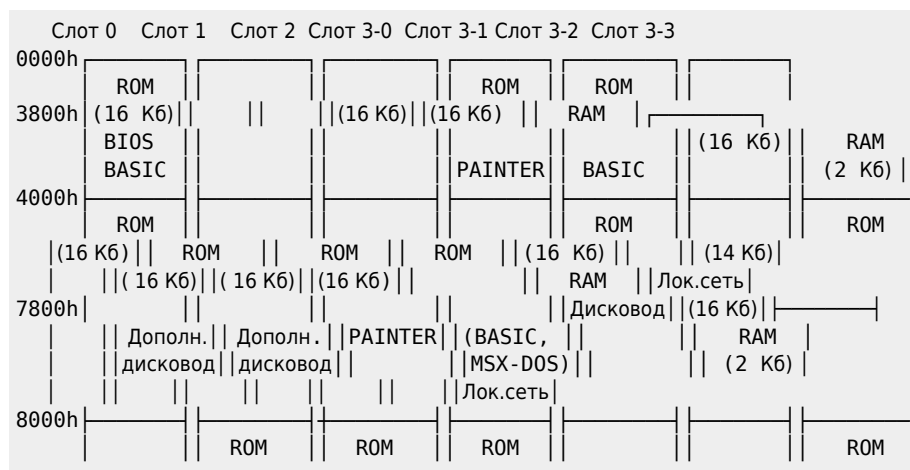 Слот 0 Слот 1 Слот 2 Слот 3-0 Слот 3-1 Слот 3-2 Слот 3-3
0000h┌───────┐┌────────┐┌────────┐┌───────┐┌────────┐┌───────┐
│ ROM ││ ││ ││ ROM ││ ROM ││ │
3800h│(16 Кб)││ ││ ││(16 Кб)││(16 Кб) ││ RAM │┌────────┐
│ BIOS ││ ││ ││ ││ ││(16 Кб)││ RAM
│ BASIC ││ ││ ││PAINTER││ BASIC ││ ││ (2 Кб)│
4000h├───────┤├────────┤├────────┤├───────┤├────────┤├───────┤├────────
│ ROM ││ ││ ││ ││ ROM ││ ││ ROM
│(16 Кб)││ ROM ││ ROM ││ ROM ││(16 Кб)││ ││(14 Кб)│
│ ││( 16 Кб)││( 16 Кб)││(16 Кб)││ ││ RAM ││Лок.сеть│
7800h│ ││ ││ ││ ││Дисковод││(16 Кб)│├────────┤
│ ││ Дополн.││ Дополн.││PAINTER││(BASIC, ││ ││ RAM │
│ ││дисковод││дисковод││ ││MSX-DOS)││ ││ (2 Кб)│
│ ││ ││ ││ ││ ││Лок.сеть│
8000h├───────┤├────────┤├────────┤├───────┤├────────┤├───────┤├────────
│ ││ ROM ││ ROM ││ ROM ││ ││ ││ ROM